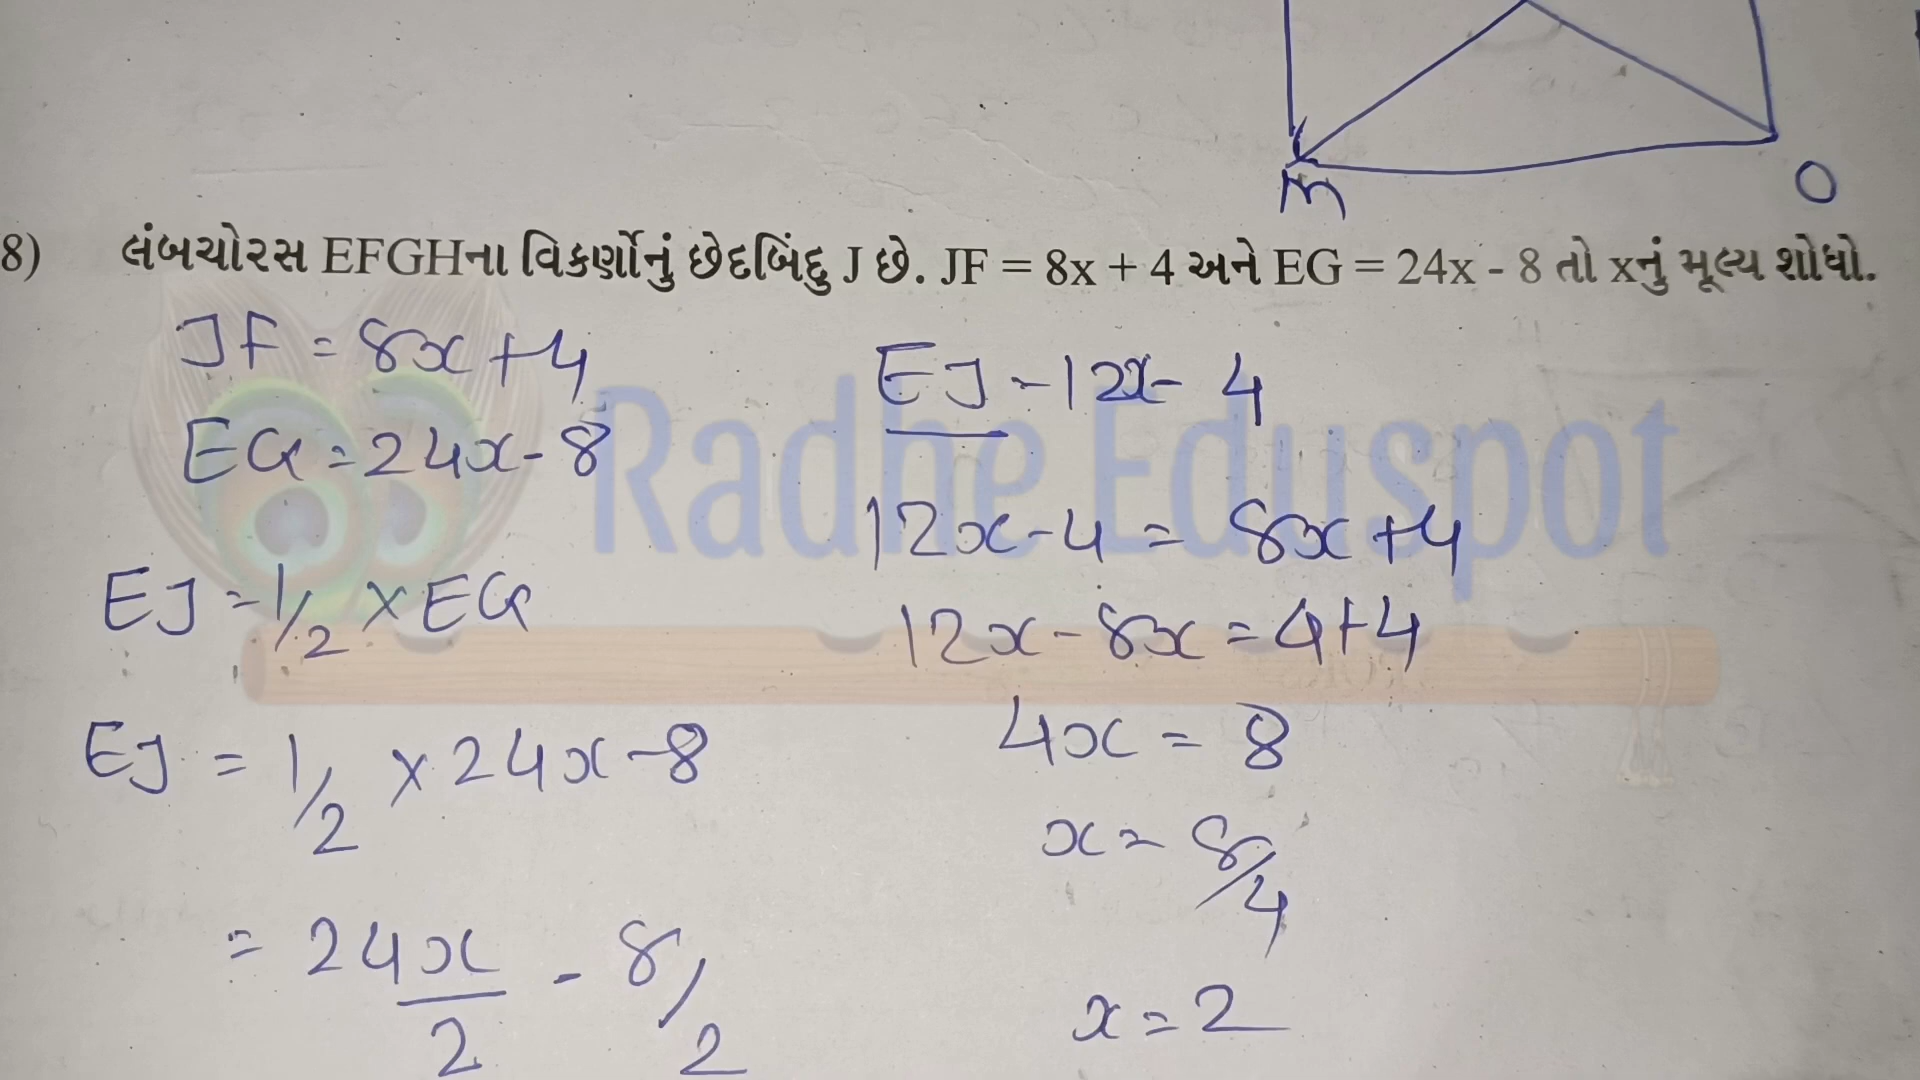 M
O
8) લંબચોરસ EFGHના વિકર્ણોનું છેદબિંદુ J છે. JF = 8x + 4 અને EG = 24x - 8 તો xનું મૂલ્ય શોધો.
JF = 8x + 4
EG = 24x - 8
EJ = 1/2 × EG
EJ = 1/2 × 24x - 8
= 24x/2 - 8/2
EJ = 12x - 4
12x - 4 = 8x + 4
12x - 8x = 4 + 4
4x = 8
x = 8/4
x = 2
Radhe Eduspot